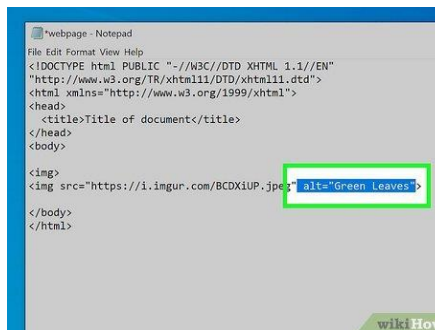 *webpage - Notepad
File Edit Format View Help
<!DOCTYPE html PUBLIC "-//W3C//DTD XHTML 1.1//EN"
"http://www.w3.org/TR/xhtml11/DTD/xhtml11.dtd">
<html xmlns="http://www.w3.org/1999/xhtml">
<head>
<title>Title of document</title>
</head>
<body>
<img>
<img src="https://i.imgur.com/BCDXiUP.jpeg" alt="Green Leaves">
</body>
</html>
wikiHo